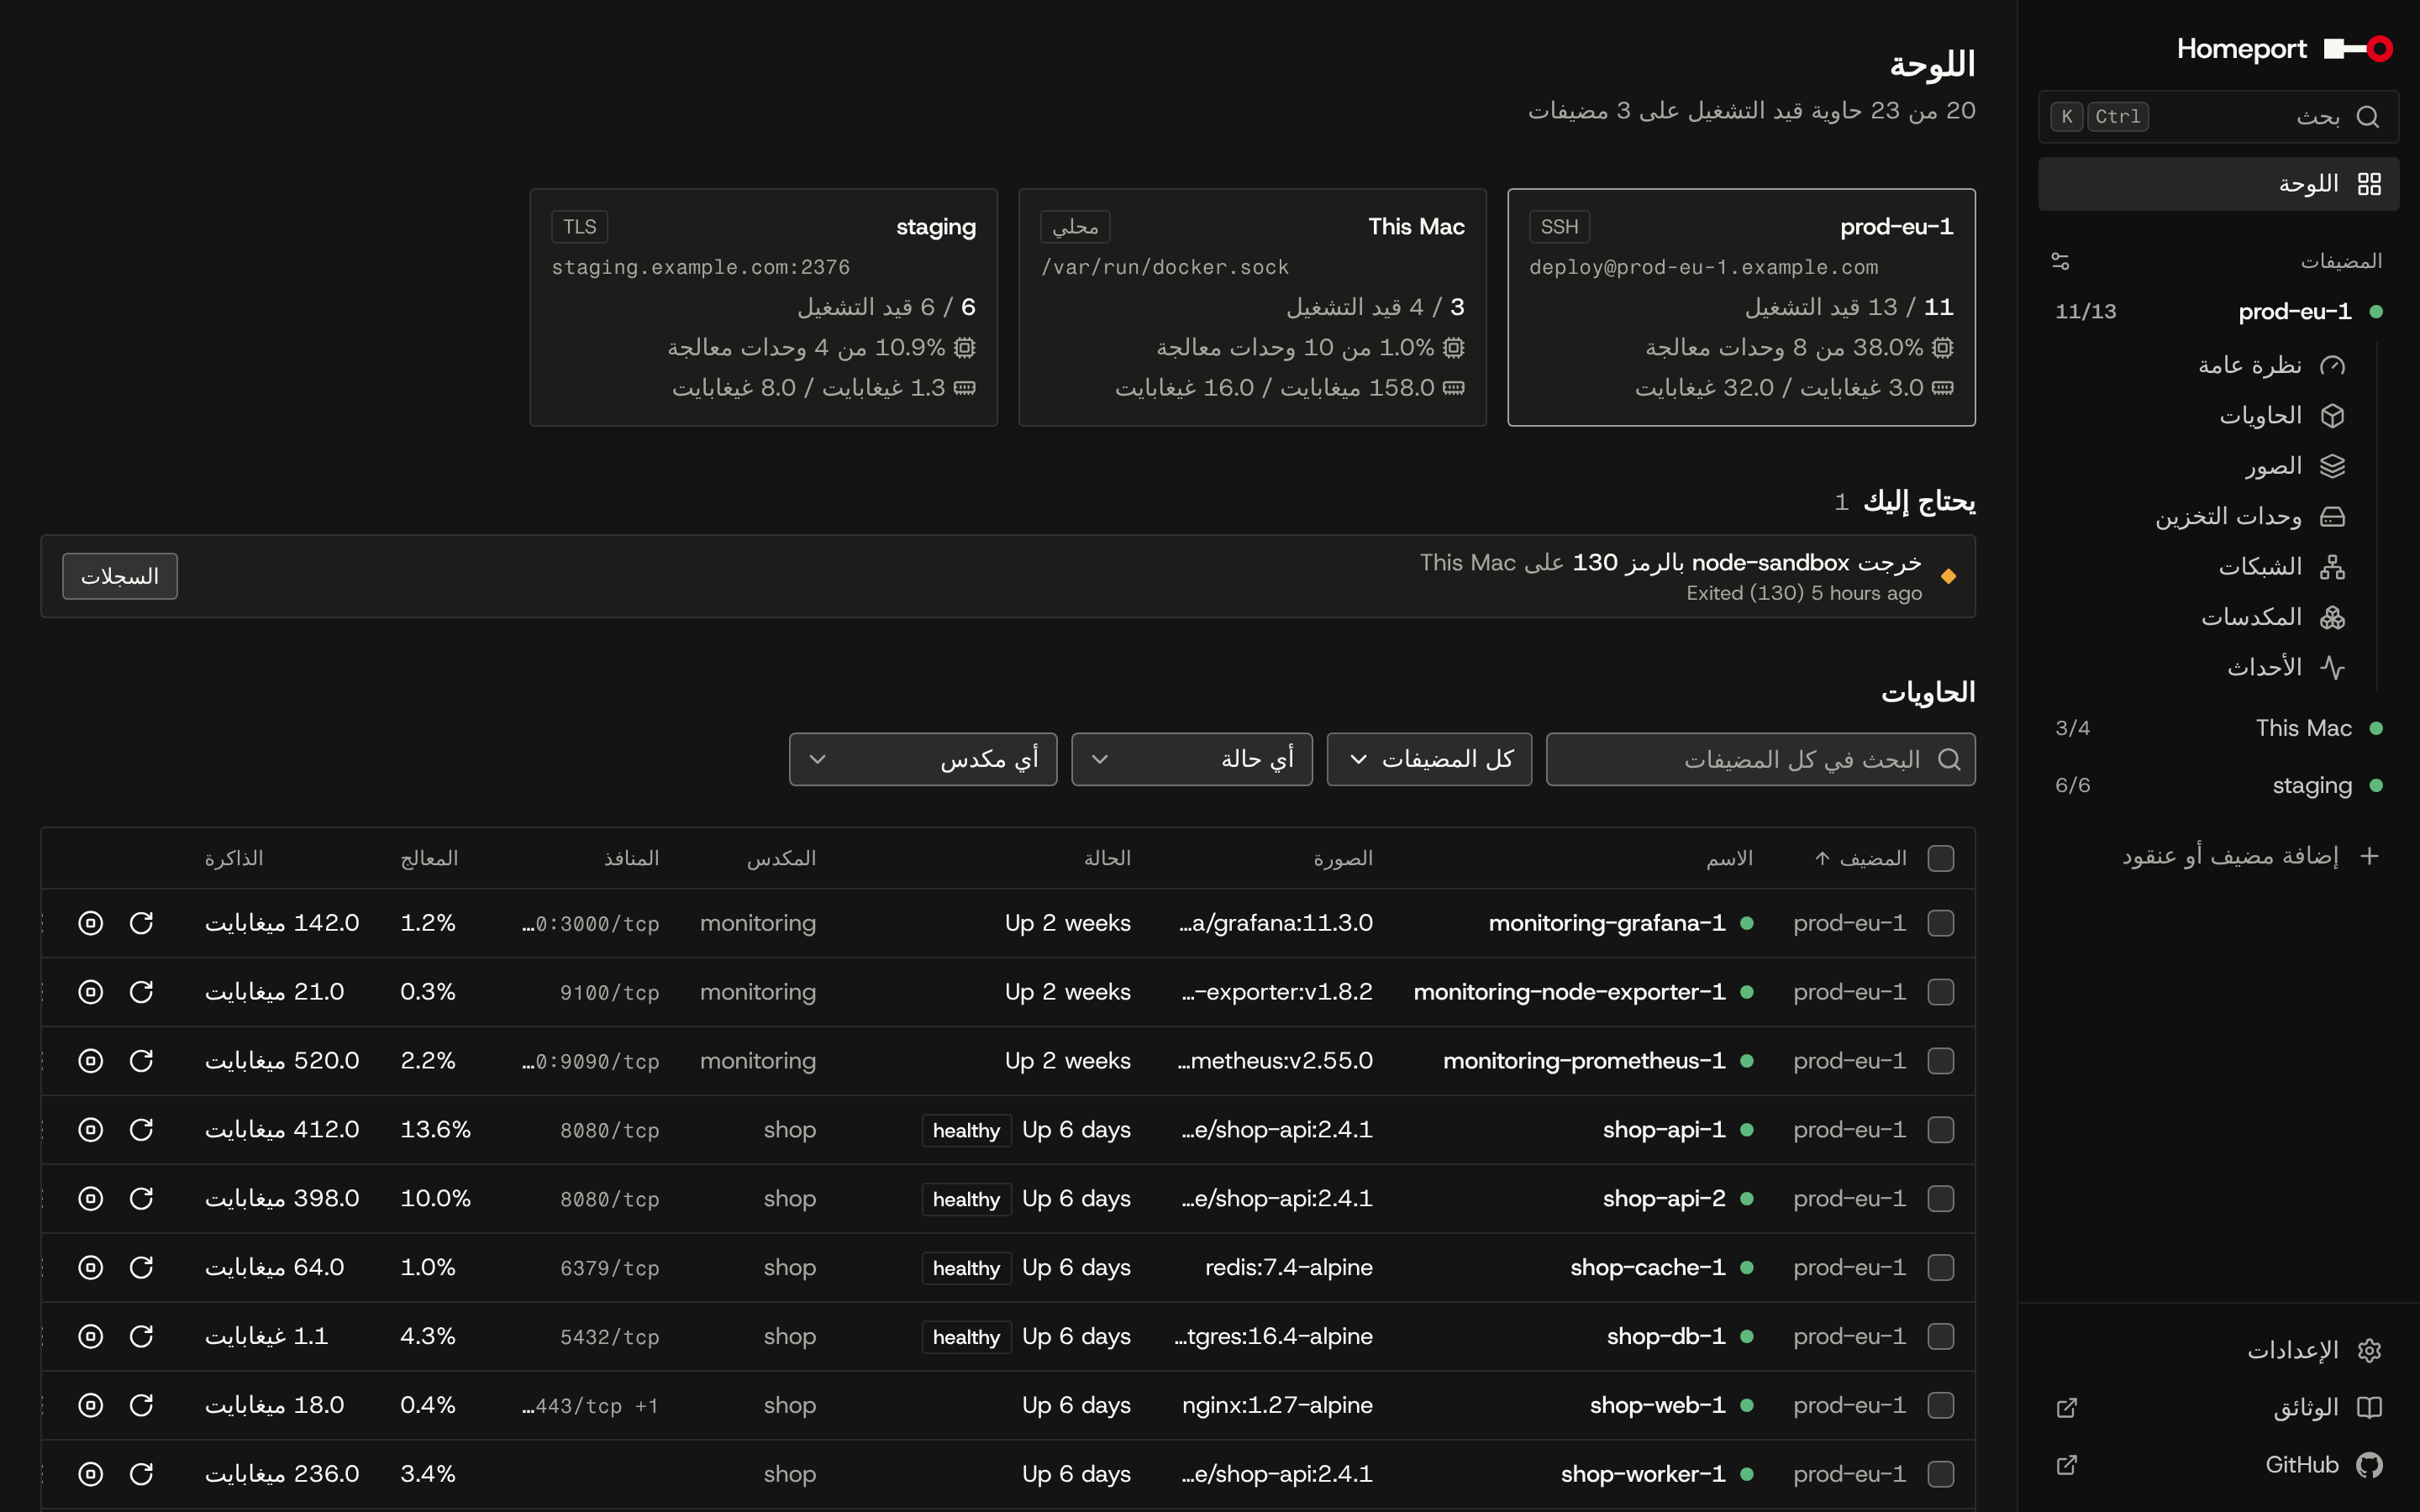 Homeport
بحث Ctrl K
اللوحة
المضيفات
prod-eu-1 11/13
نظرة عامة
الحاويات
الصور
وحدات التخزين
الشبكات
المكدسات
الأحداث
This Mac 3/4
staging 6/6
إضافة مضيف أو عنقود
الإعدادات
الوثائق
GitHub
اللوحة
20 من 23 حاوية قيد التشغيل على 3 مضيفات
prod-eu-1 SSH
deploy@prod-eu-1.example.com
11 / 13 قيد التشغيل
38.0% من 8 وحدات معالجة
3.0 غيغابايت / 32.0 غيغابايت
This Mac محلي
/var/run/docker.sock
3 / 4 قيد التشغيل
1.0% من 10 وحدات معالجة
158.0 ميغابايت / 16.0 غيغابايت
staging TLS
staging.example.com:2376
6 / 6 قيد التشغيل
10.9% من 4 وحدات معالجة
1.3 غيغابايت / 8.0 غيغابايت
يحتاج إليك 1
خرجت node-sandbox بالرمز 130 على This Mac
Exited (130) 5 hours ago
السجلات
الحاويات
البحث في كل المضيفات كل المضيفات أي حالة أي مكدس
المضيف الاسم الصورة الحالة المكدس المنافذ المعالج الذاكرة
prod-eu-1 monitoring-grafana-1 …a/grafana:11.3.0 Up 2 weeks monitoring …0:3000/tcp 1.2% 142.0 ميغابايت
prod-eu-1 monitoring-node-exporter-1 …-exporter:v1.8.2 Up 2 weeks monitoring 9100/tcp 0.3% 21.0 ميغابايت
prod-eu-1 monitoring-prometheus-1 …metheus:v2.55.0 Up 2 weeks monitoring …0:9090/tcp 2.2% 520.0 ميغابايت
prod-eu-1 shop-api-1 …e/shop-api:2.4.1 Up 6 days healthy shop 8080/tcp 13.6% 412.0 ميغابايت
prod-eu-1 shop-api-2 …e/shop-api:2.4.1 Up 6 days healthy shop 8080/tcp 10.0% 398.0 ميغابايت
prod-eu-1 shop-cache-1 redis:7.4-alpine Up 6 days healthy shop 6379/tcp 1.0% 64.0 ميغابايت
prod-eu-1 shop-db-1 …tgres:16.4-alpine Up 6 days healthy shop 5432/tcp 4.3% 1.1 غيغابايت
prod-eu-1 shop-web-1 nginx:1.27-alpine Up 6 days shop …443/tcp +1 0.4% 18.0 ميغابايت
prod-eu-1 shop-worker-1 …e/shop-api:2.4.1 Up 6 days shop 3.4% 236.0 ميغابايت